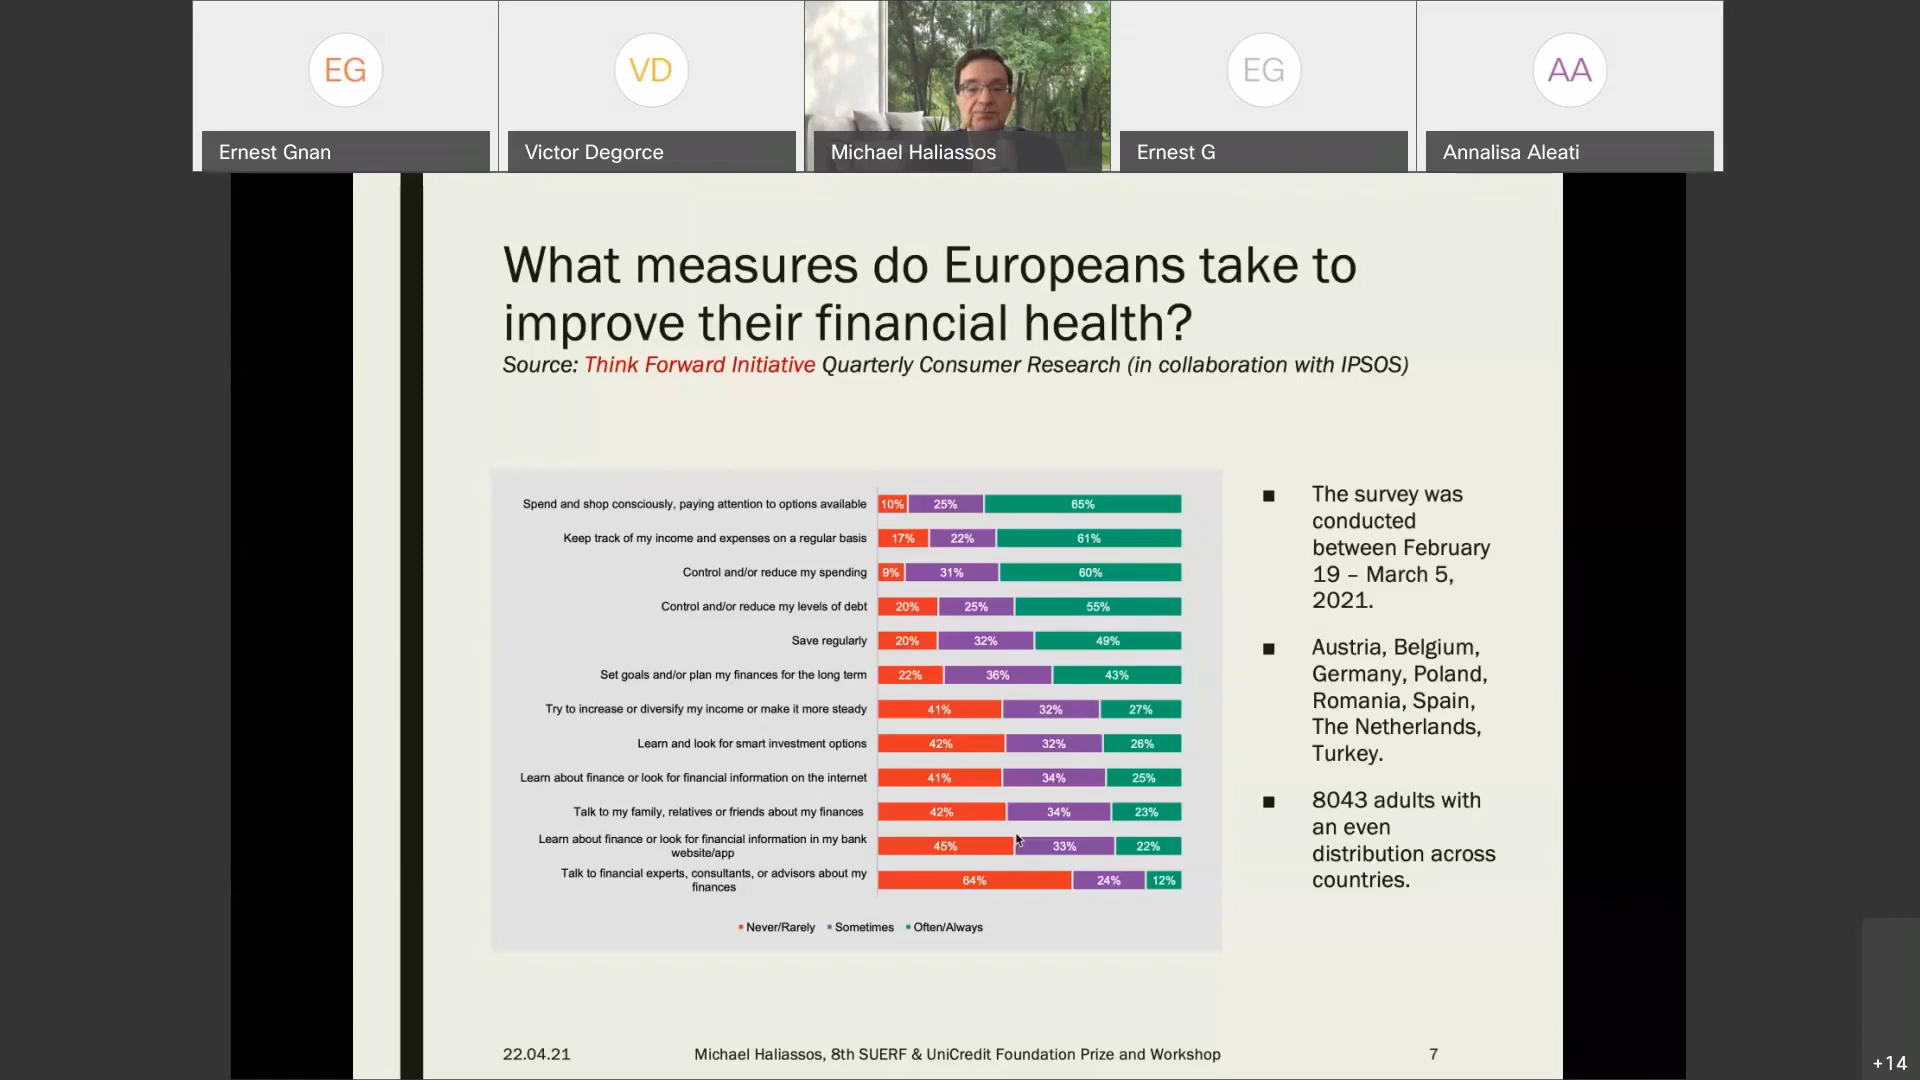 EG
VD
EG
AA
Ernest Gnan
Victor Degorce
Michael Haliassos
Ernest G
Annalisa Aleati
What measures do Europeans take to
improve their financial health?
Source: Think Forward Initiative Quarterly Consumer Research (in collaboration with IPSOS)
Spend and shop consciously, paying attention to options available 10% 25% 65%
Keep track of my income and expenses on a regular basis 17% 22% 61%
Control and/or reduce my spending 9% 31% 60%
Control and/or reduce my levels of debt 20% 25% 55%
Save regularly 20% 32% 49%
Set goals and/or plan my finances for the long term 22% 36% 43%
Try to increase or diversify my income or make it more steady 41% 32% 27%
Learn and look for smart investment options 42% 32% 26%
Learn about finance or look for financial information on the internet 41% 34% 25%
Talk to my family, relatives or friends about my finances 42% 34% 23%
Learn about finance or look for financial information in my bank
website/app 45% 33% 22%
Talk to financial experts, consultants, or advisors about my
finances 64% 24% 12%
Never/Rarely Sometimes Often/Always
■ The survey was
conducted
between February
19 – March 5,
2021.
■ Austria, Belgium,
Germany, Poland,
Romania, Spain,
The Netherlands,
Turkey.
■ 8043 adults with
an even
distribution across
countries.
22.04.21 Michael Haliassos, 8th SUERF & UniCredit Foundation Prize and Workshop 7
+14